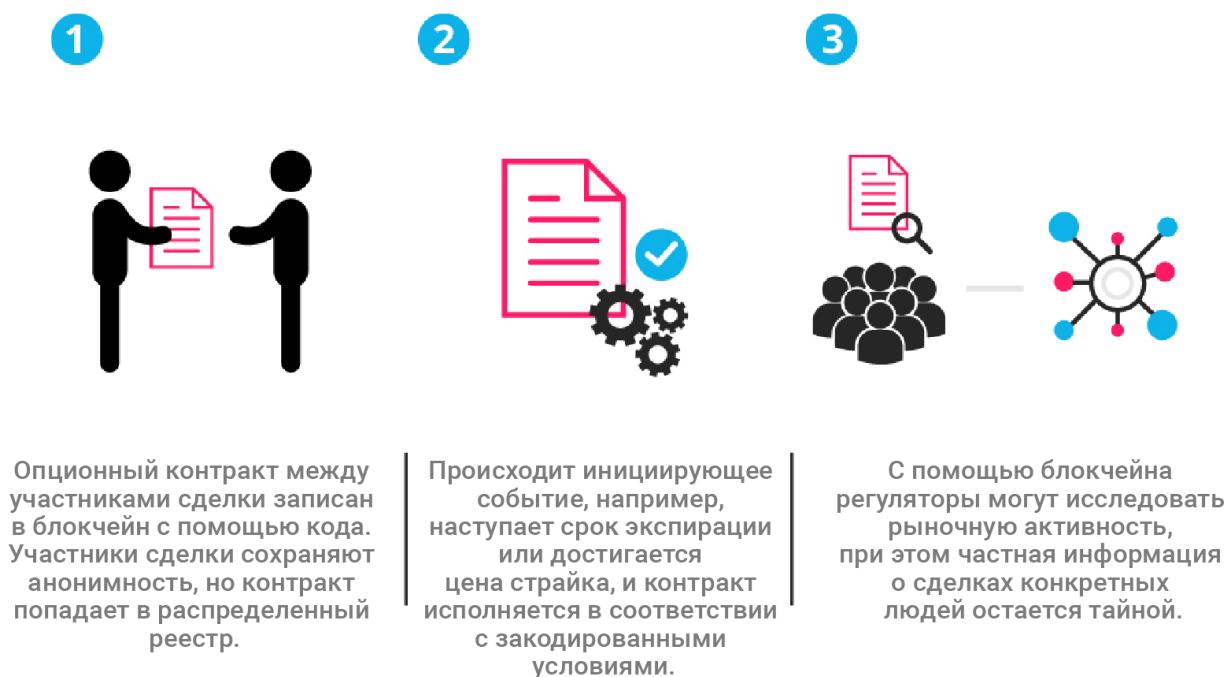 1
2
3
Опционный контракт между
участниками сделки записан
в блокчейн с помощью кода.
Участники сделки сохраняют
анонимность, но контракт
попадает в распределенный
реестр.
Происходит инициирующее
событие, например,
наступает срок экспирации
или достигается
цена страйка, и контракт
исполняется в соответствии
с закодированными
условиями.
С помощью блокчейна
регуляторы могут исследовать
рыночную активность,
при этом частная информация
о сделках конкретных
людей остается тайной.